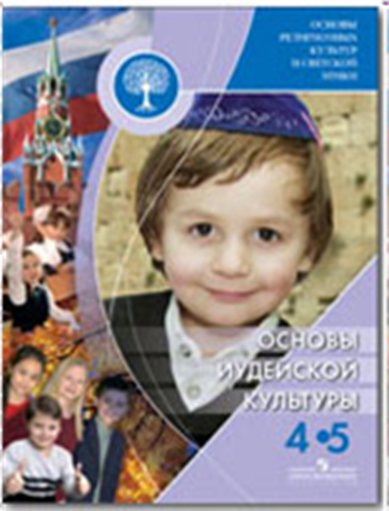 ОСНОВЫ
РЕЛИГИОЗНЫХ
КУЛЬТУР
И СВЕТСКОЙ
ЭТИКИ
ОСНОВЫ
ИУДЕЙСКОЙ
КУЛЬТУРЫ
4•5